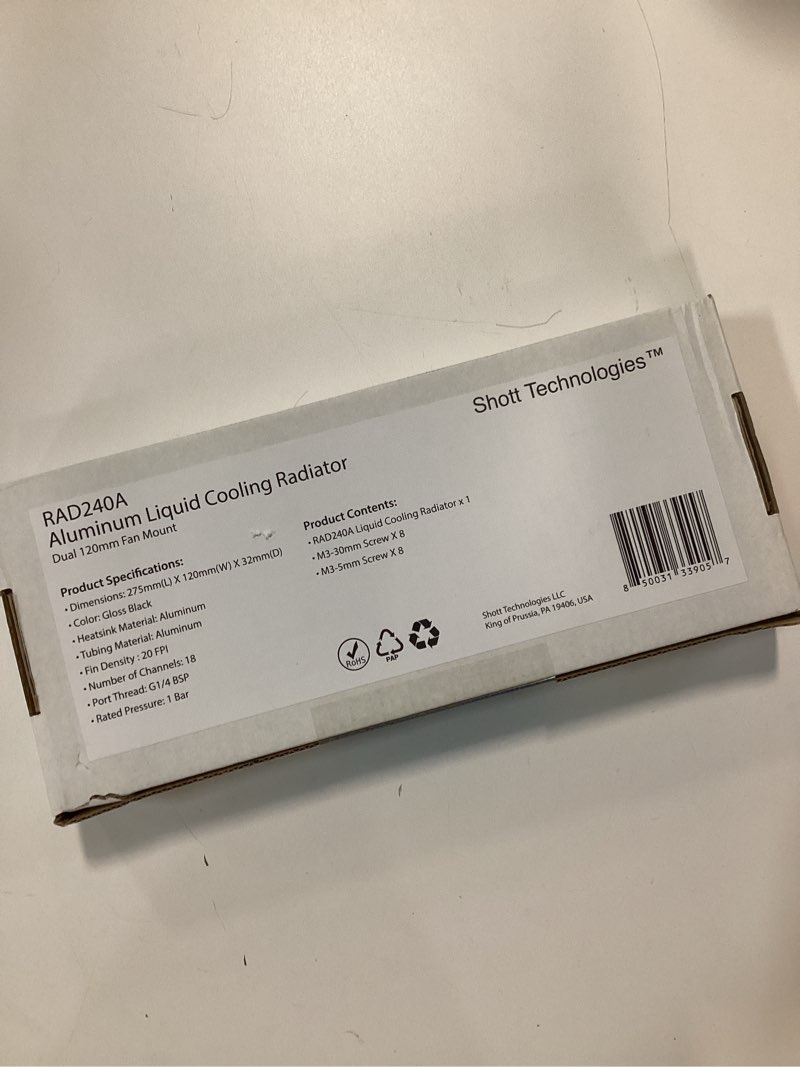 Shott Technologies™
RAD240A
Aluminum Liquid Cooling Radiator
Dual 120mm Fan Mount
Product Specifications:
• Dimensions: 275mm(L) X 120mm(W) X 32mm(D)
• Color: Gloss Black
• Heatsink Material: Aluminum
• Tubing Material: Aluminum
• Fin Density : 20 FPI
• Number of Channels: 18
• Port Thread: G1/4 BSP
• Rated Pressure: 1 Bar
Product Contents:
• RAD240A Liquid Cooling Radiator x 1
• M3-30mm Screw X 8
• M3-5mm Screw X 8
RoHS
PAP
Shott Technologies LLC
King of Prussia, PA 19406, USA
8 50031 33905 7